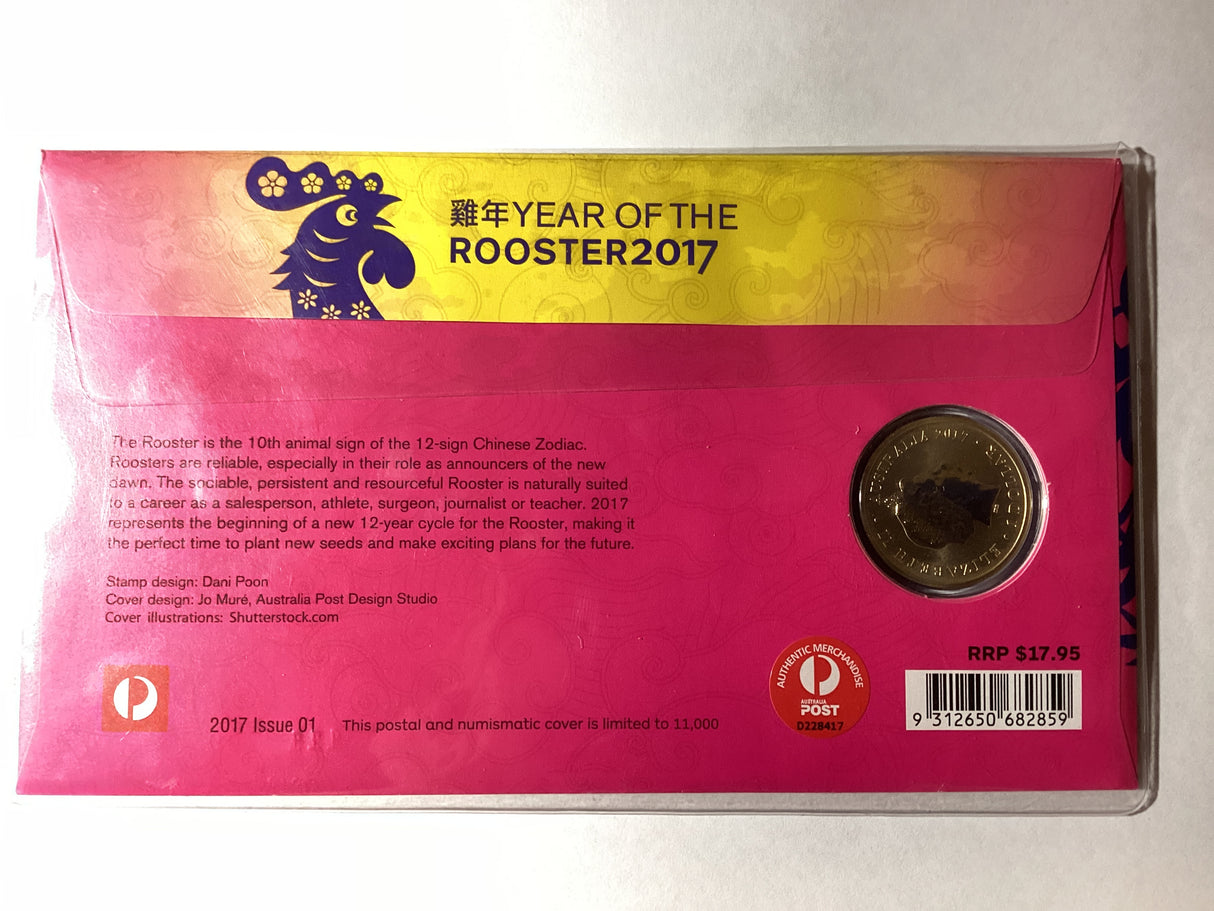 雞年YEAR OF THE
ROOSTER2017
The Rooster is the 10th animal sign of the 12-sign Chinese Zodiac.
Roosters are reliable, especially in their role as announcers of the new
dawn. The sociable, persistent and resourceful Rooster is naturally suited
to a career as a salesperson, athlete, surgeon, journalist or teacher. 2017
represents the beginning of a new 12-year cycle for the Rooster, making it
the perfect time to plant new seeds and make exciting plans for the future.
Stamp design: Dani Poon
Cover design: Jo Muré, Australia Post Design Studio
Cover illustrations: Shutterstock.com
ELIZABETH II · AUSTRALIA 2017 · 1 DOLLAR ·
RRP $17.95
AUTHENTIC MERCHANDISE
AUSTRALIA
POST
D228417
9 312650 682859
2017 Issue 01
This postal and numismatic cover is limited to 11,000